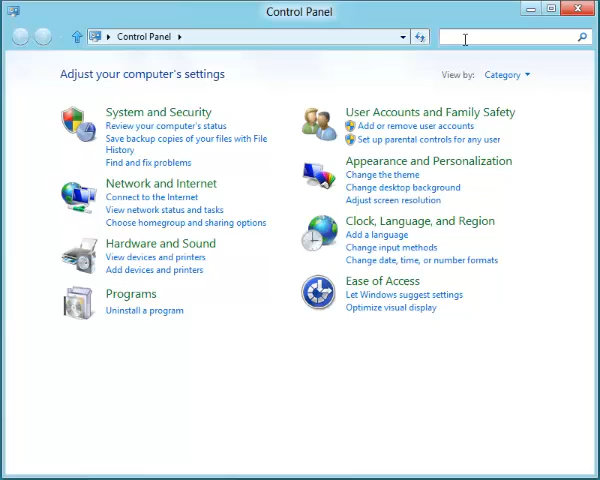 Control Panel
Control Panel
Adjust your computer's settings
View by: Category
System and Security
Review your computer's status
Save backup copies of your files with File
History
Find and fix problems
Network and Internet
Connect to the Internet
View network status and tasks
Choose homegroup and sharing options
Hardware and Sound
View devices and printers
Add devices and printers
Programs
Uninstall a program
User Accounts and Family Safety
Add or remove user accounts
Set up parental controls for any user
Appearance and Personalization
Change the theme
Change desktop background
Adjust screen resolution
Clock, Language, and Region
Add a language
Change input methods
Change date, time, or number formats
Ease of Access
Let Windows suggest settings
Optimize visual display